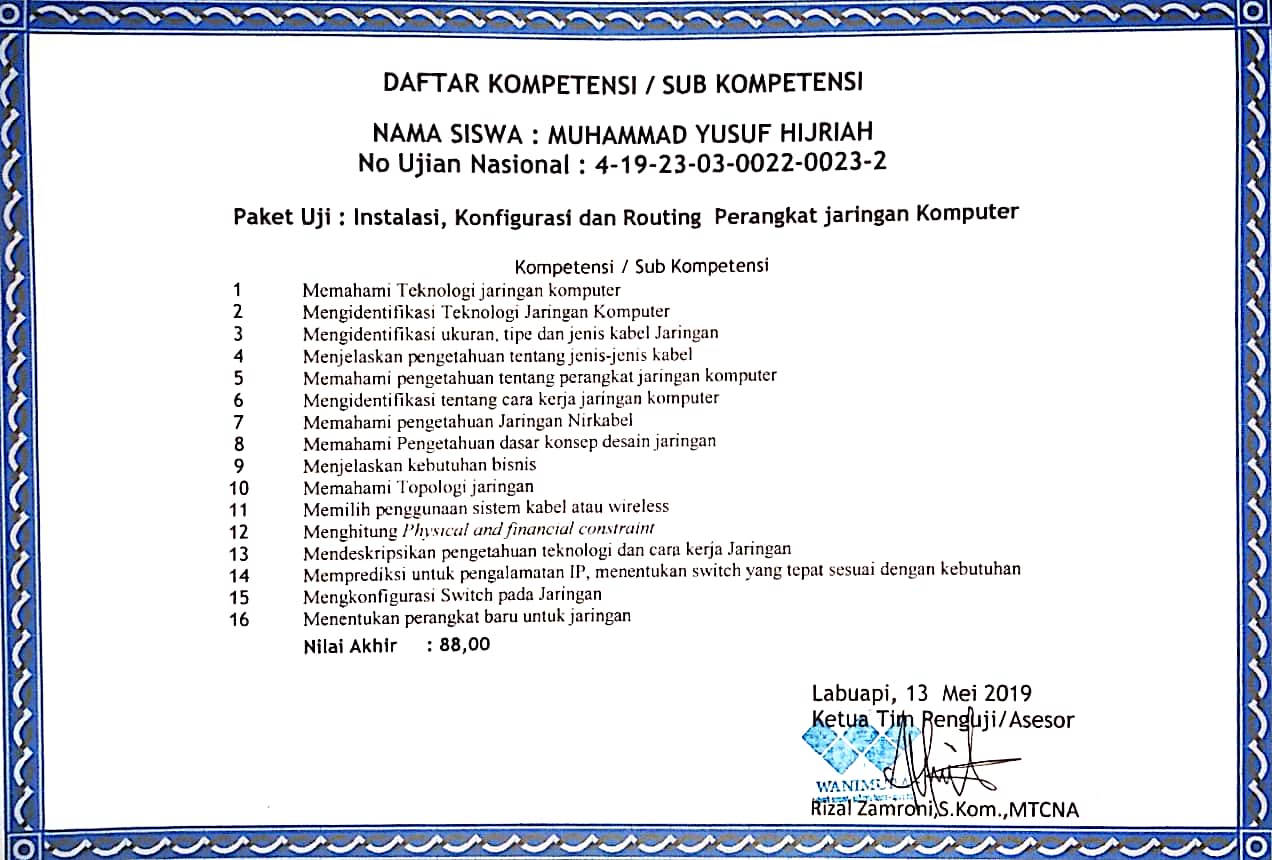 DAFTAR KOMPETENSI / SUB KOMPETENSI
NAMA SISWA : MUHAMMAD YUSUF HIJRIAH
No Ujian Nasional : 4-19-23-03-0022-0023-2
Paket Uji : Instalasi, Konfigurasi dan Routing Perangkat jaringan Komputer
Kompetensi / Sub Kompetensi
1 Memahami Teknologi jaringan komputer
2 Mengidentifikasi Teknologi Jaringan Komputer
3 Mengidentifikasi ukuran, tipe dan jenis kabel Jaringan
4 Menjelaskan pengetahuan tentang jenis-jenis kabel
5 Memahami pengetahuan tentang perangkat jaringan komputer
6 Mengidentifikasi tentang cara kerja jaringan komputer
7 Memahami pengetahuan Jaringan Nirkabel
8 Memahami Pengetahuan dasar konsep desain jaringan
9 Menjelaskan kebutuhan bisnis
10 Memahami Topologi jaringan
11 Memilih penggunaan sistem kabel atau wireless
12 Menghitung Physical and financial constraint
13 Mendeskripsikan pengetahuan teknologi dan cara kerja Jaringan
14 Memprediksi untuk pengalamatan IP, menentukan switch yang tepat sesuai dengan kebutuhan
15 Mengkonfigurasi Switch pada Jaringan
16 Menentukan perangkat baru untuk jaringan
Nilai Akhir : 88,00
Labuapi, 13 Mei 2019
Ketua Tim Penguji/Asesor
Rizal Zamroni,S.Kom.,MTCNA